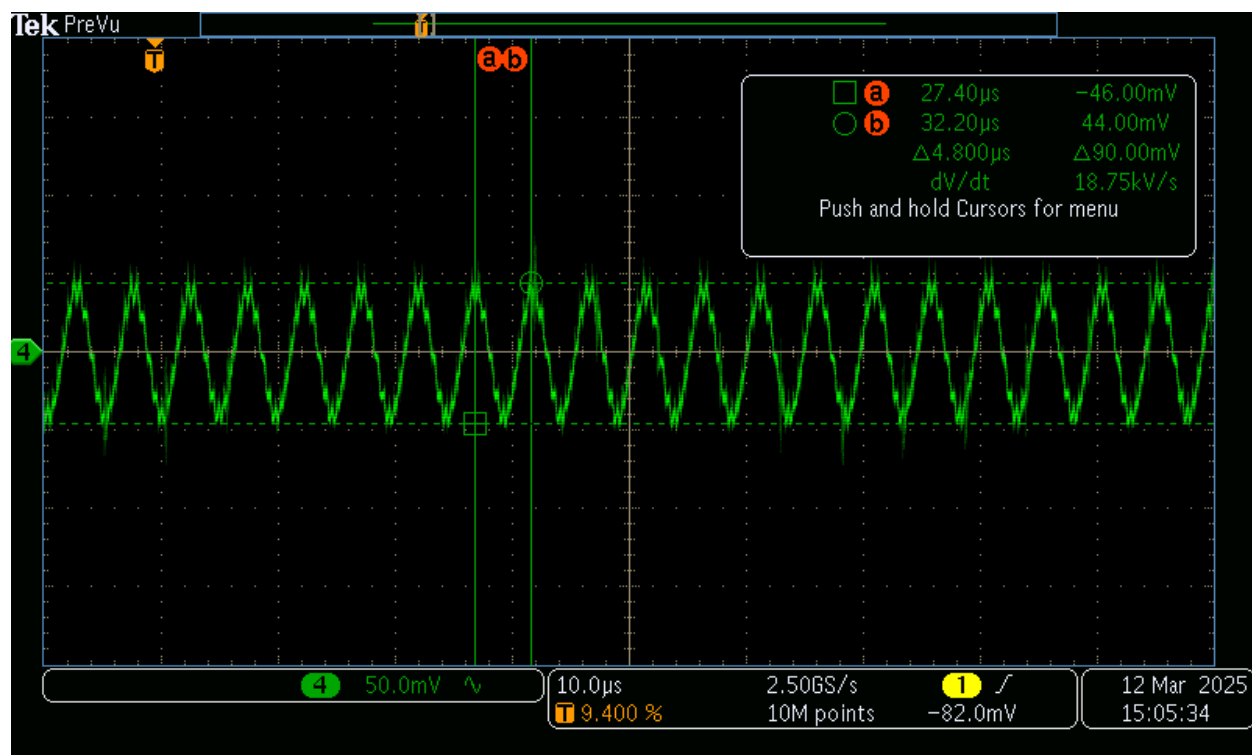 Tek PreVu
T
T
a b
a 27.40µs −46.00mV
b 32.20µs 44.00mV
△4.800µs △90.00mV
dV/dt 18.75kV/s
Push and hold Cursors for menu
4
4 50.0mV
10.0µs 2.50GS/s 1
T 9.400 % 10M points −82.0mV
12 Mar 2025
15:05:34